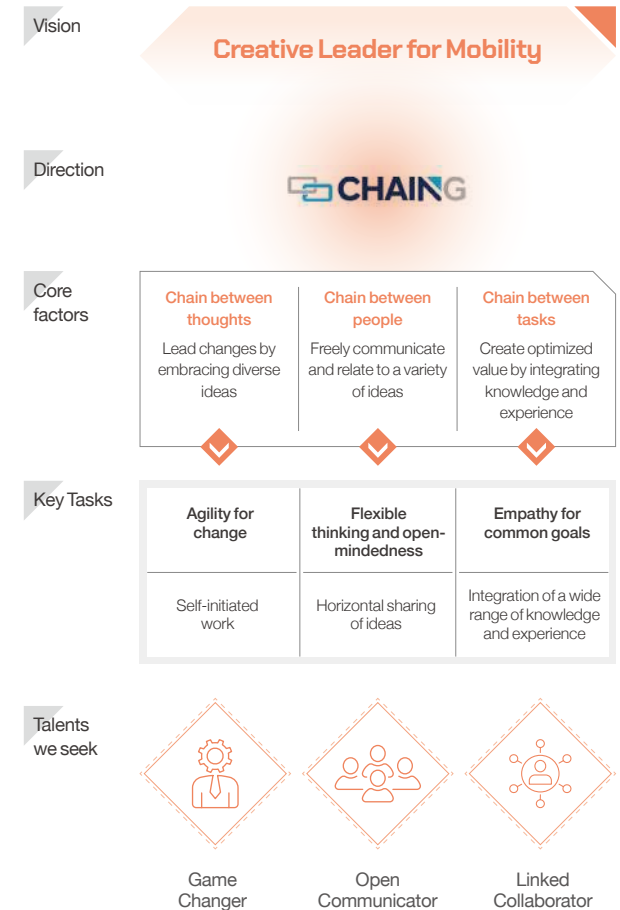 Vision
Creative Leader for Mobility
Direction
CHAING
Core
factors
Chain between
thoughts
Lead changes by
embracing diverse
ideas
Chain between
people
Freely communicate
and relate to a variety
of ideas
Chain between
tasks
Create optimized
value by integrating
knowledge and
experience
Key Tasks
Agility for
change
Flexible
thinking and open-
mindedness
Empathy for
common goals
Self-initiated
work
Horizontal sharing
of ideas
Integration of a wide
range of knowledge
and experience
Talents
we seek
Game
Changer
Open
Communicator
Linked
Collaborator